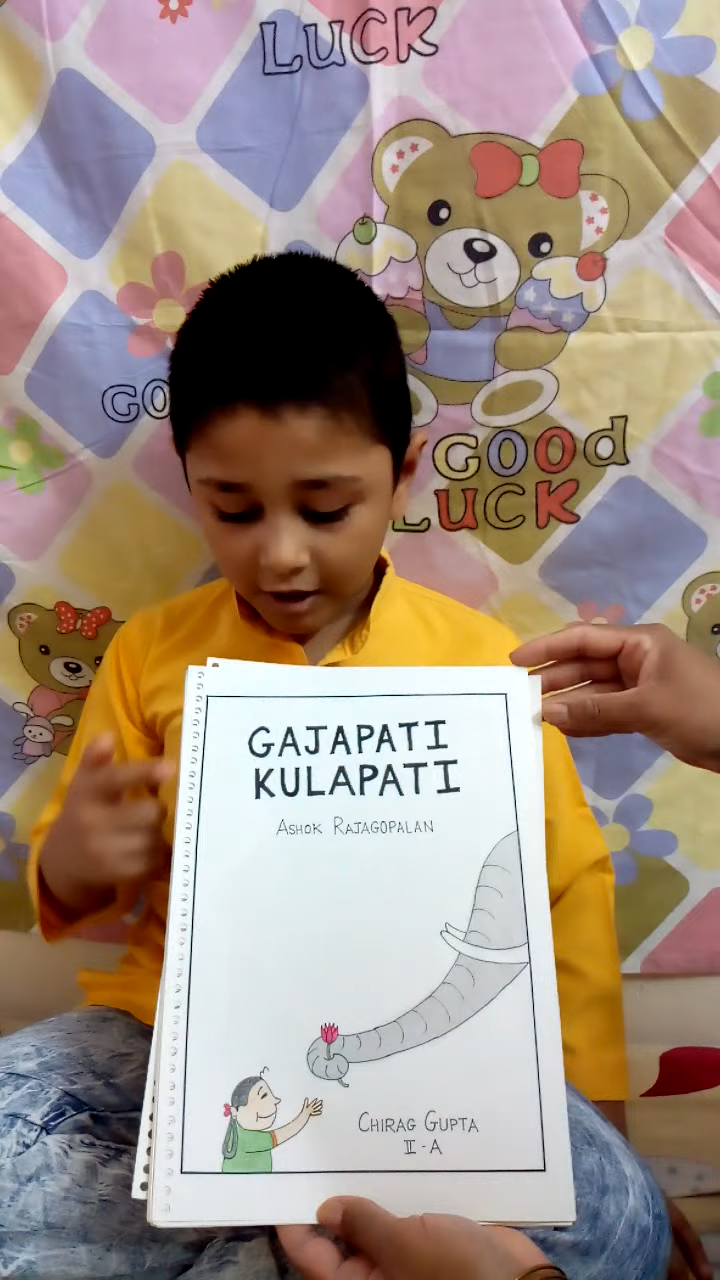 LUCK
GO
GOOd
LUCK
GAJAPATI
KULAPATI
ASHOK RAJAGOPALAN
CHIRAG GUPTA
II-A